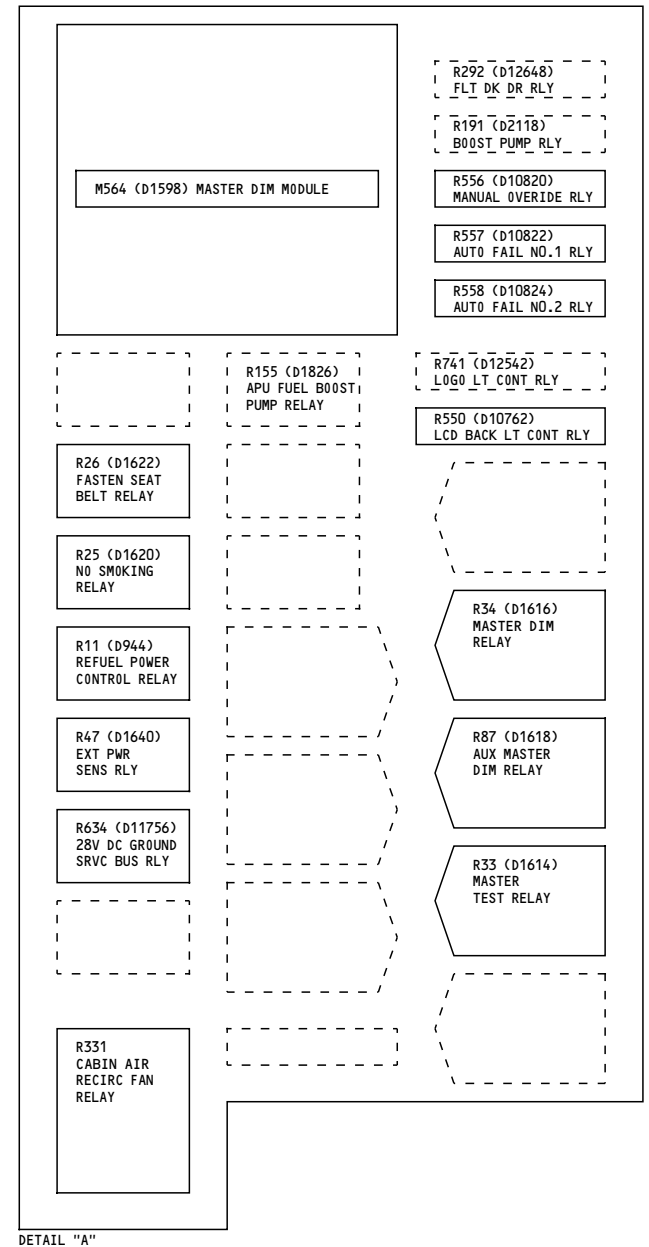 R292 (D12648)
FLT DK DR RLY
R191 (D2118)
BOOST PUMP RLY
M564 (D1598) MASTER DIM MODULE
R556 (D10820)
MANUAL OVERIDE RLY
R557 (D10822)
AUTO FAIL NO.1 RLY
R558 (D10824)
AUTO FAIL NO.2 RLY
R155 (D1826)
APU FUEL BOOST
PUMP RELAY
R741 (D12542)
LOGO LT CONT RLY
R550 (D10762)
LCD BACK LT CONT RLY
R26 (D1622)
FASTEN SEAT
BELT RELAY
R25 (D1620)
NO SMOKING
RELAY
R34 (D1616)
MASTER DIM
RELAY
R11 (D944)
REFUEL POWER
CONTROL RELAY
R47 (D1640)
EXT PWR
SENS RLY
R87 (D1618)
AUX MASTER
DIM RELAY
R634 (D11756)
28V DC GROUND
SRVC BUS RLY
R33 (D1614)
MASTER
TEST RELAY
R331
CABIN AIR
RECIRC FAN
RELAY
DETAIL "A"